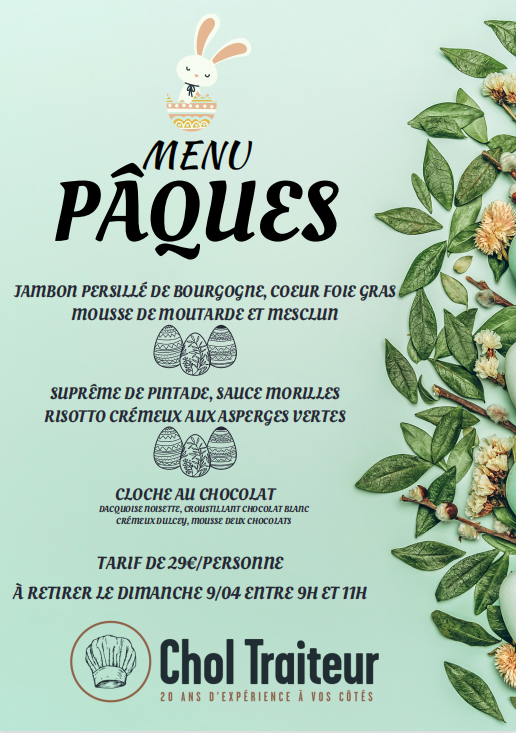 MENU
PÂQUES
JAMBON PERSILLÉ DE BOURGOGNE, COEUR FOIE GRAS
MOUSSE DE MOUTARDE ET MESCLUN
SUPRÊME DE PINTADE, SAUCE MORILLES
RISOTTO CRÉMEUX AUX ASPERGES VERTES
CLOCHE AU CHOCOLAT
DACQUOISE NOISETTE, CROUSTILLANT CHOCOLAT BLANC
CRÉMEUX DULCEY, MOUSSE DEUX CHOCOLATS
TARIF DE 29€/PERSONNE
À RETIRER LE DIMANCHE 9/04 ENTRE 9H ET 11H
Chol Traiteur
20 ANS D'EXPÉRIENCE À VOS CÔTÉS